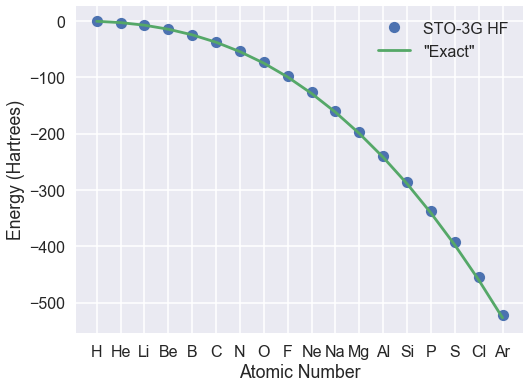 0
−100
−200
−300
−400
−500
Energy (Hartrees)
STO-3G HF
"Exact"
H He Li Be B C N O F Ne Na Mg Al Si P S Cl Ar
Atomic Number